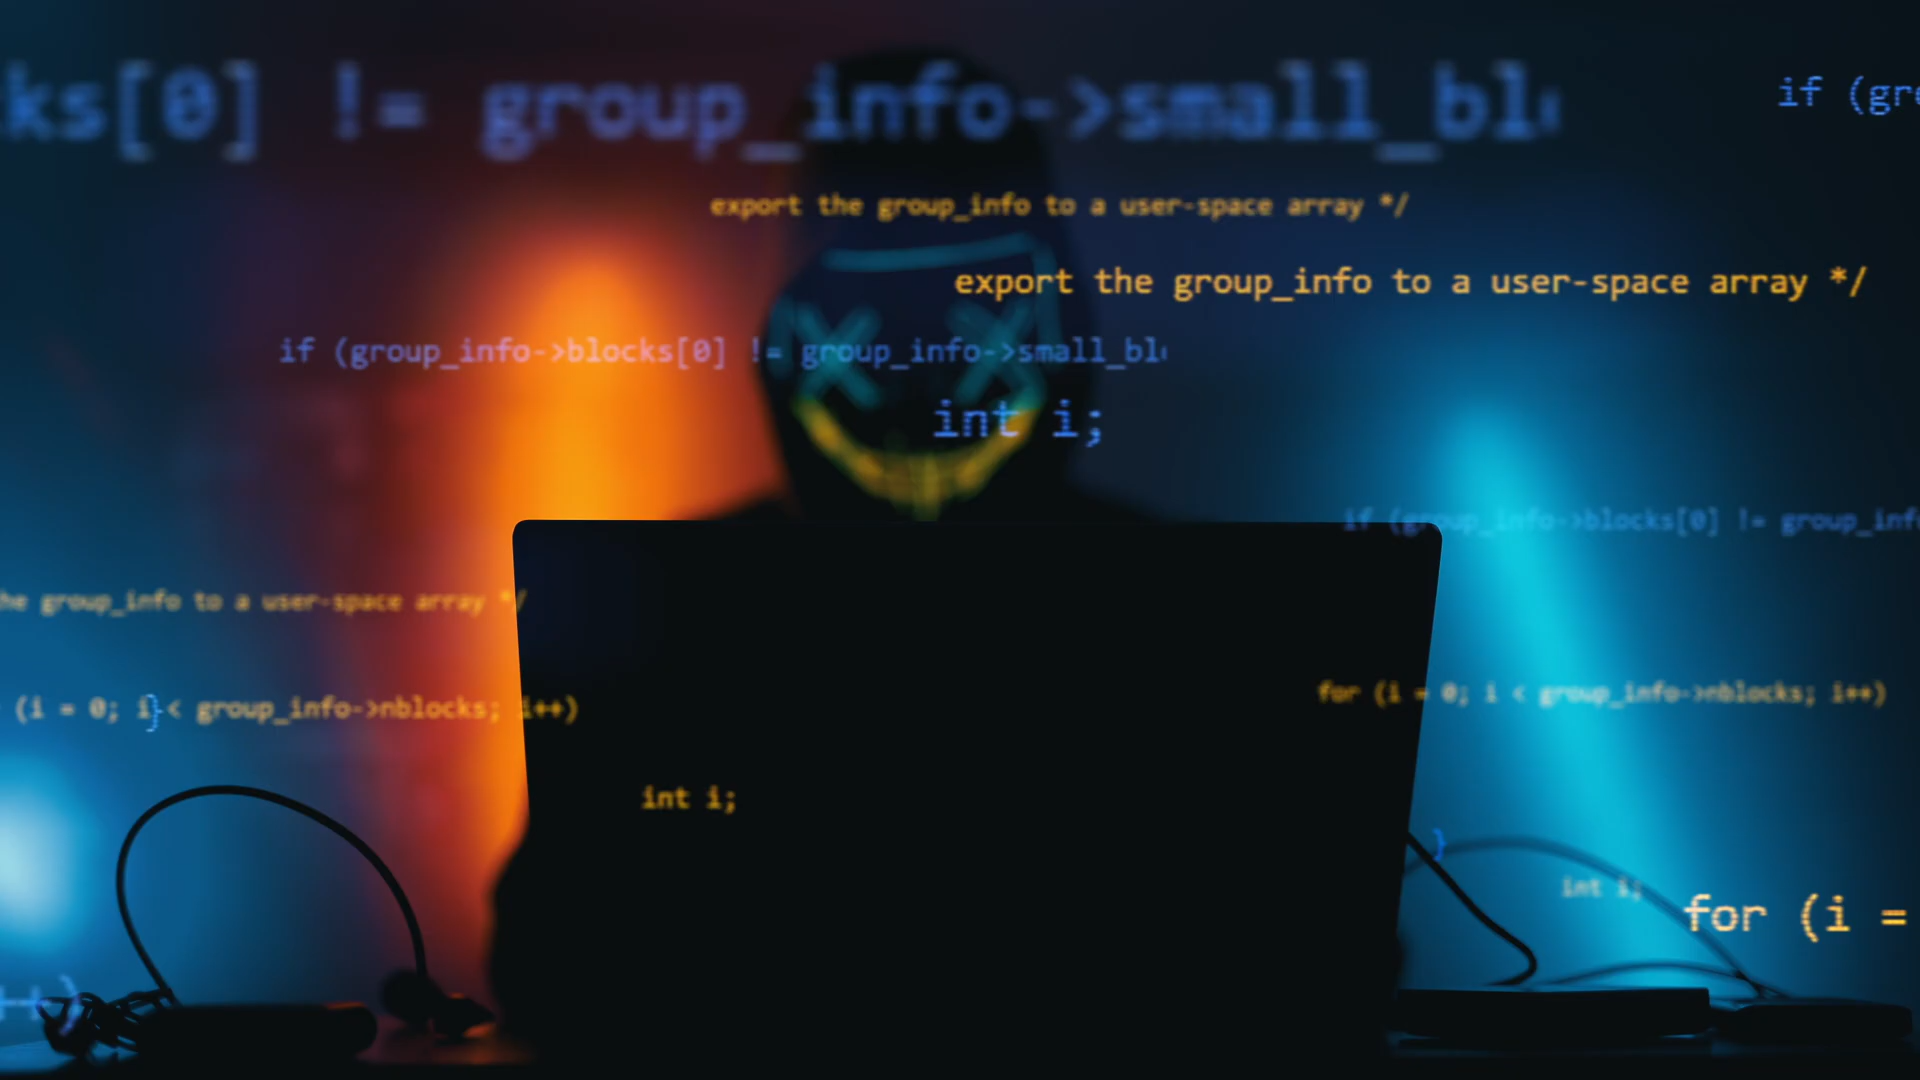 ks[0] != group_info->small_bl
if (gr
export the group_info to a user-space array */
export the group_info to a user-space array */
if (group_info->blocks[0] != group_info->small_bl
int i;
if (group_info->blocks[0] != group_inf
he group_info to a user-space array */
for (i = 0; i < group_info->nblocks; i++)
(i = 0; i}< group_info->nblocks; i++)
int i;
}
int i;
for (i =
++)